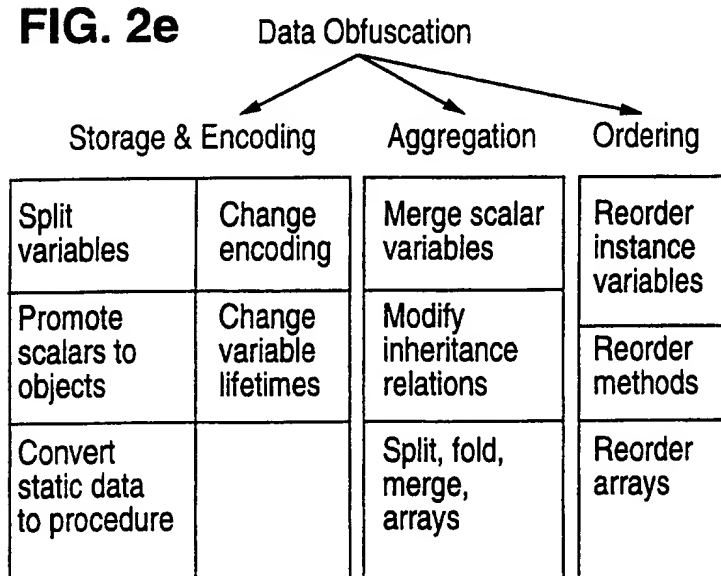 FIG. 2e
Data Obfuscation
Storage & Encoding
Aggregation
Ordering
Split
variables
Change
encoding
Merge scalar
variables
Reorder
instance
variables
Promote
scalars to
objects
Change
variable
lifetimes
Modify
inheritance
relations
Reorder
methods
Convert
static data
to procedure
Split, fold,
merge,
arrays
Reorder
arrays